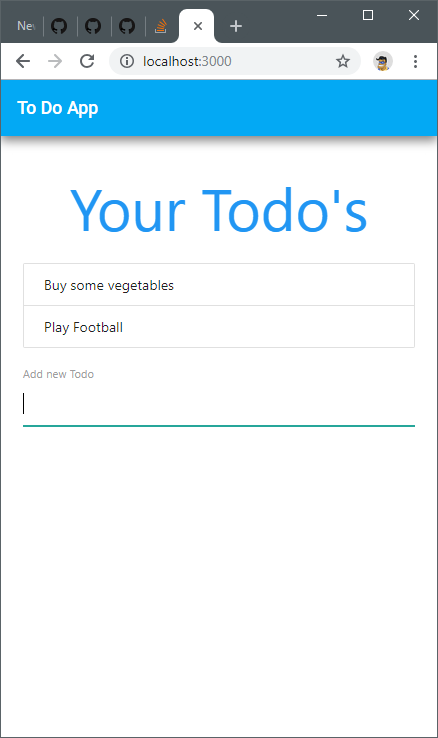 Nev
localhost:3000
To Do App
Your Todo's
Buy some vegetables
Play Football
Add new Todo